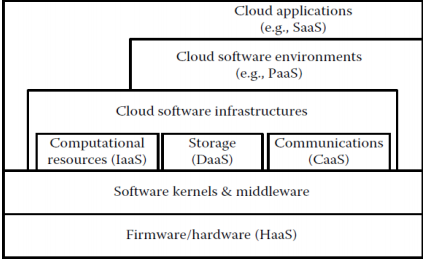 Cloud applications
(e.g., SaaS)
Cloud software environments
(e.g., PaaS)
Cloud software infrastructures
Computational
resources (IaaS)
Storage
(DaaS)
Communications
(CaaS)
Software kernels & middleware
Firmware/hardware (HaaS)